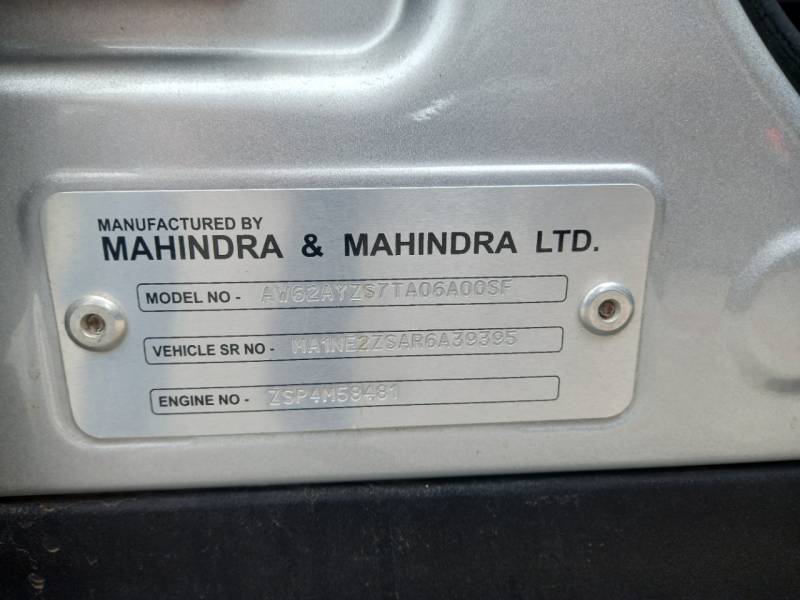 MANUFACTURED BY
MAHINDRA & MAHINDRA LTD.
MODEL NO - AW62AYZS7TA06A00SF
VEHICLE SR NO - MA1NE2ZSAR6A39395
ENGINE NO - ZSP4M58481